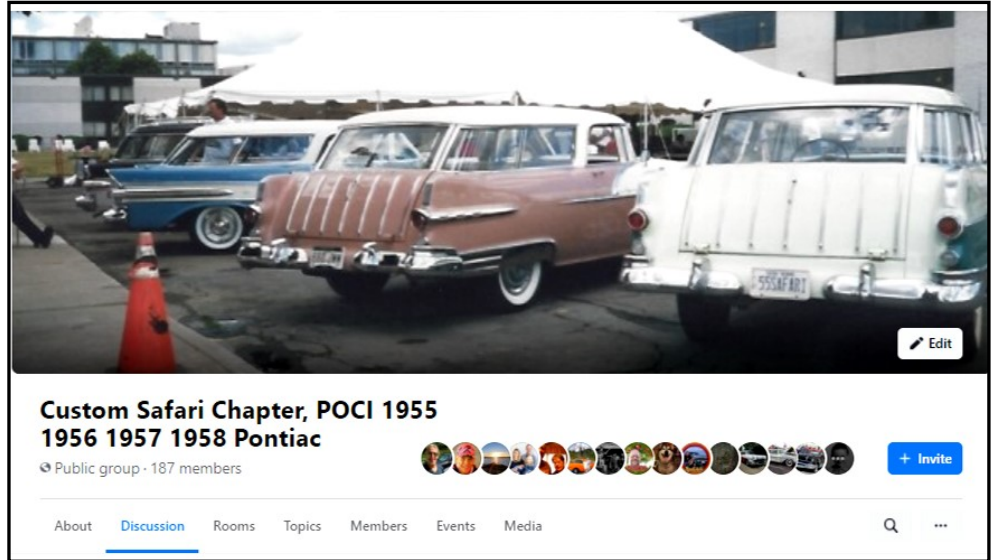 55SAFARI
Edit
Custom Safari Chapter, POCI 1955
1956 1957 1958 Pontiac
Public group · 187 members
+ Invite
About Discussion Rooms Topics Members Events Media